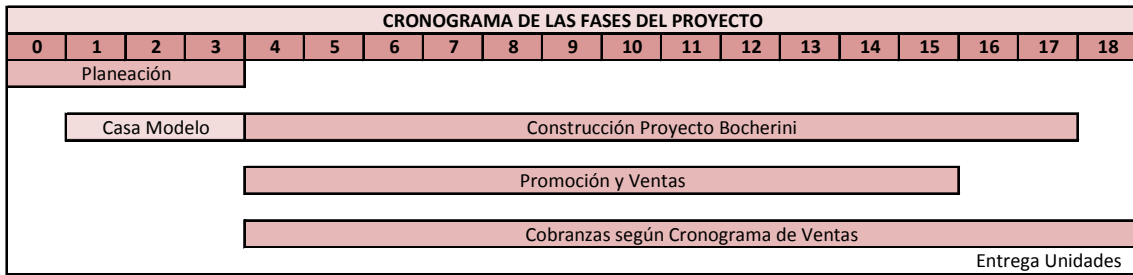 CRONOGRAMA DE LAS FASES DEL PROYECTO
0 1 2 3 4 5 6 7 8 9 10 11 12 13 14 15 16 17 18
Planeación
Casa Modelo Construcción Proyecto Bocherini
Promoción y Ventas
Cobranzas según Cronograma de Ventas
Entrega Unidades